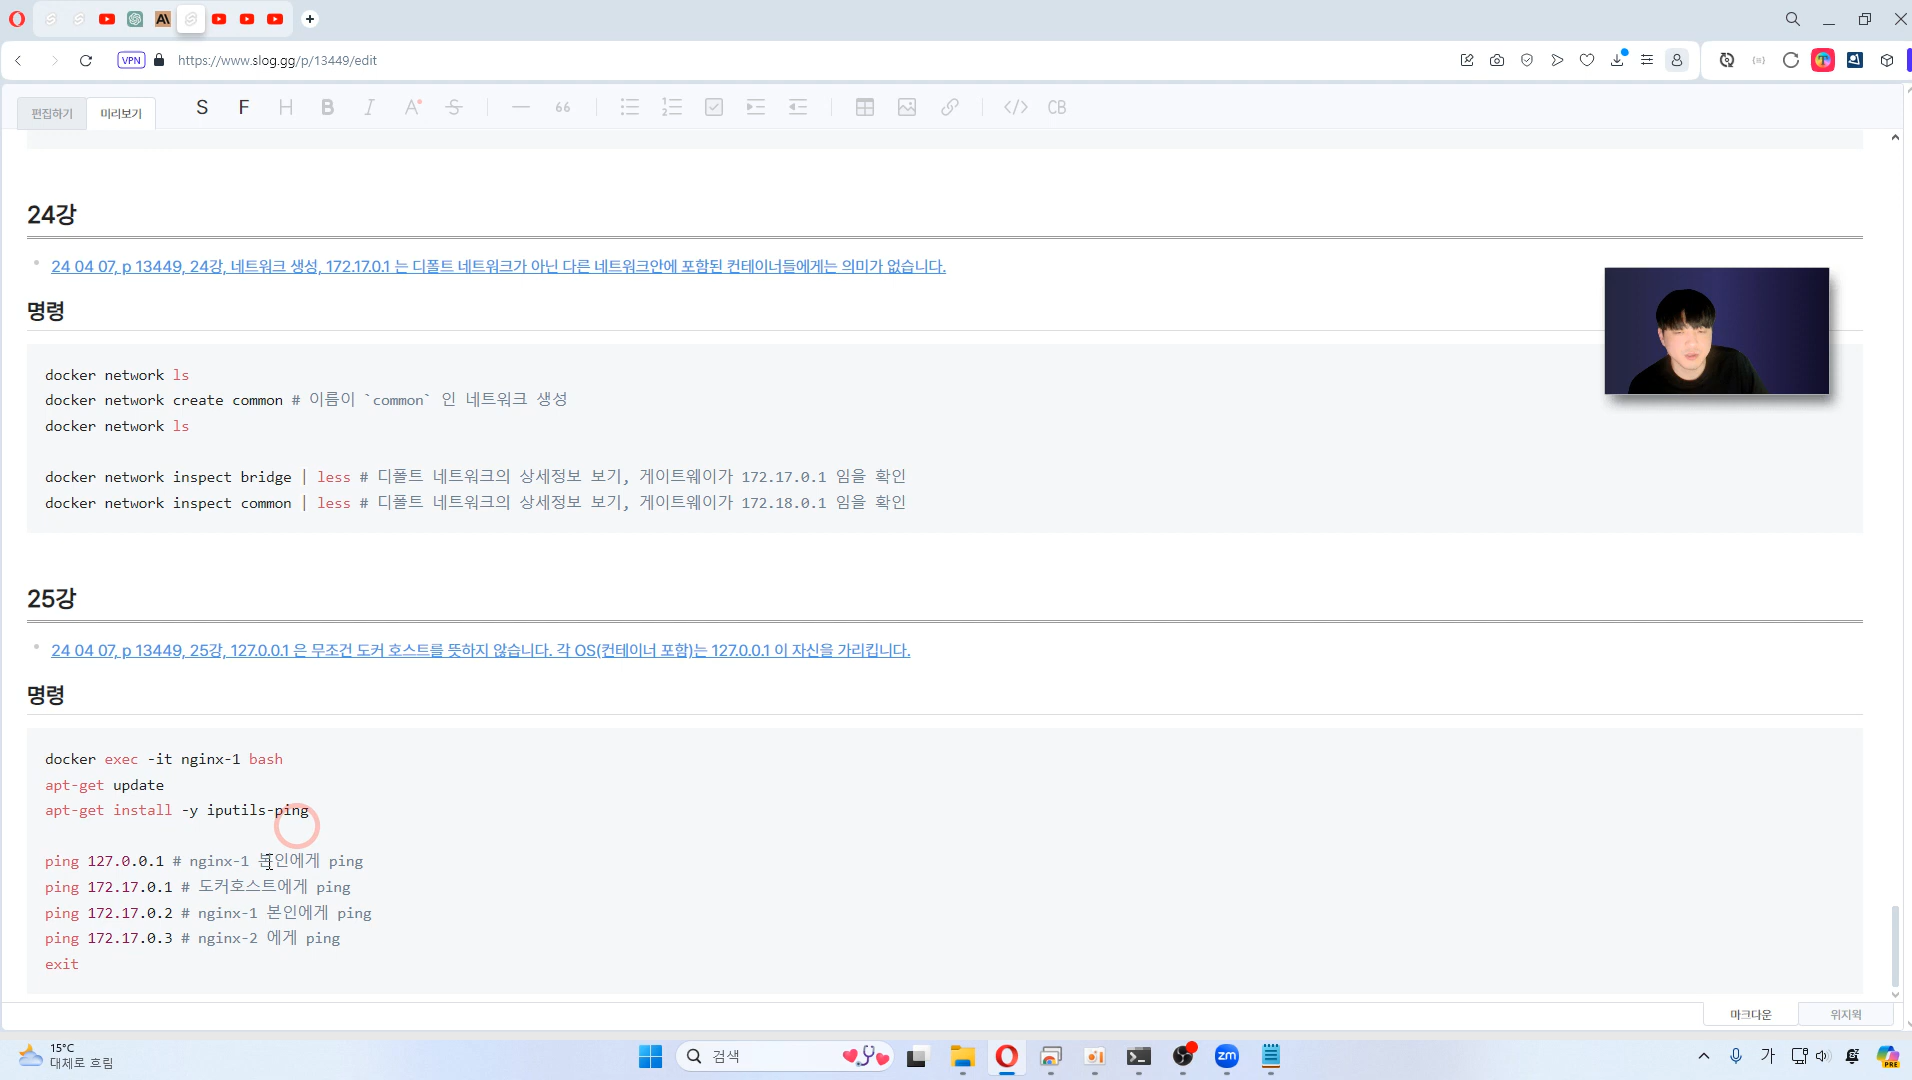 VPN
https://www.slog.gg/p/13449/edit
편집하기
미리보기
S F H B I A S 66 CB
24강
24 04 07, p 13449, 24강, 네트워크 생성, 172.17.0.1 는 디폴트 네트워크가 아닌 다른 네트워크안에 포함된 컨테이너들에게는 의미가 없습니다.
명령
docker network ls
docker network create common # 이름이 `common` 인 네트워크 생성
docker network ls
docker network inspect bridge | less # 디폴트 네트워크의 상세정보 보기, 게이트웨이가 172.17.0.1 임을 확인
docker network inspect common | less # 디폴트 네트워크의 상세정보 보기, 게이트웨이가 172.18.0.1 임을 확인
25강
24 04 07, p 13449, 25강, 127.0.0.1 은 무조건 도커 호스트를 뜻하지 않습니다. 각 OS(컨테이너 포함)는 127.0.0.1 이 자신을 가리킵니다.
명령
docker exec -it nginx-1 bash
apt-get update
apt-get install -y iputils-ping
ping 127.0.0.1 # nginx-1 본인에게 ping
ping 172.17.0.1 # 도커호스트에게 ping
ping 172.17.0.2 # nginx-1 본인에게 ping
ping 172.17.0.3 # nginx-2 에게 ping
exit
마크다운
위지윅
15°C
대체로 흐림
검색
zm
가
PRE